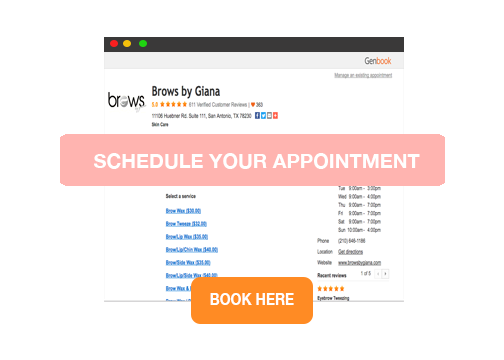 Genbook
Manage an existing appointment
brows
Brows by Giana
5.0 611 Verified Customer Reviews | 363
11108 Huebner Rd. Suite 111, San Antonio, TX 78230
Skin Care
SCHEDULE YOUR APPOINTMENT
Tue 9:00am - 3:00pm
Select a service
Wed 9:00am - 4:00pm
Thu 9:00am - 7:00pm
Brow Wax ($30.00)
Fri 9:00am - 7:00pm
Sat 9:00am - 7:00pm
Brow Tweeze ($32.00)
Sun 10:00am - 4:00pm
Brow/Lip Wax ($35.00)
Phone (210) 848-1186
Brow/Lip/Chin Wax ($40.00)
Location Get directions
Brow/Side Wax ($35.00)
Website www.browsbygiana.com
Brow/Lip/Side Wax ($40.00)
Recent reviews 1 of 5
Brow Wax &
BOOK HERE
Eyebrow Tweezing